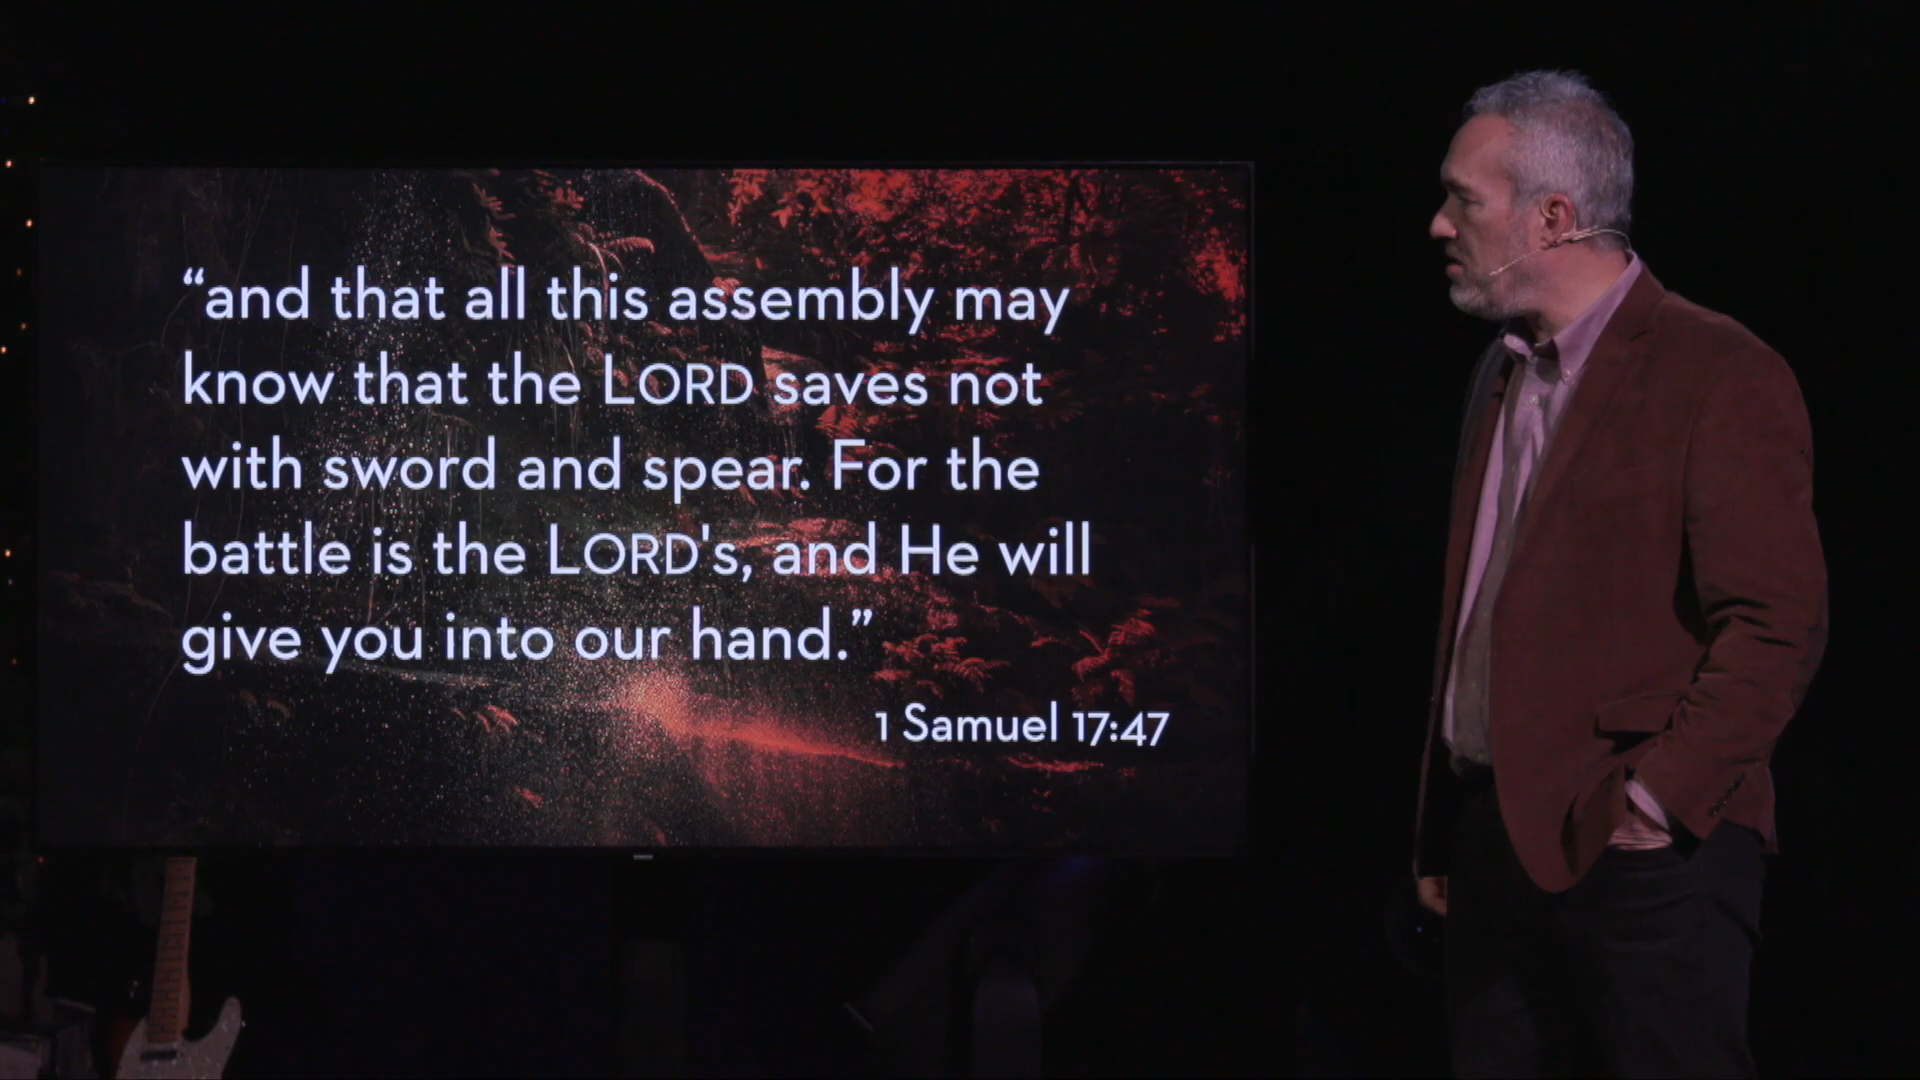 “and that all this assembly may
know that the LORD saves not
with sword and spear. For the
battle is the LORD's, and He will
give you into our hand.”
1 Samuel 17:47